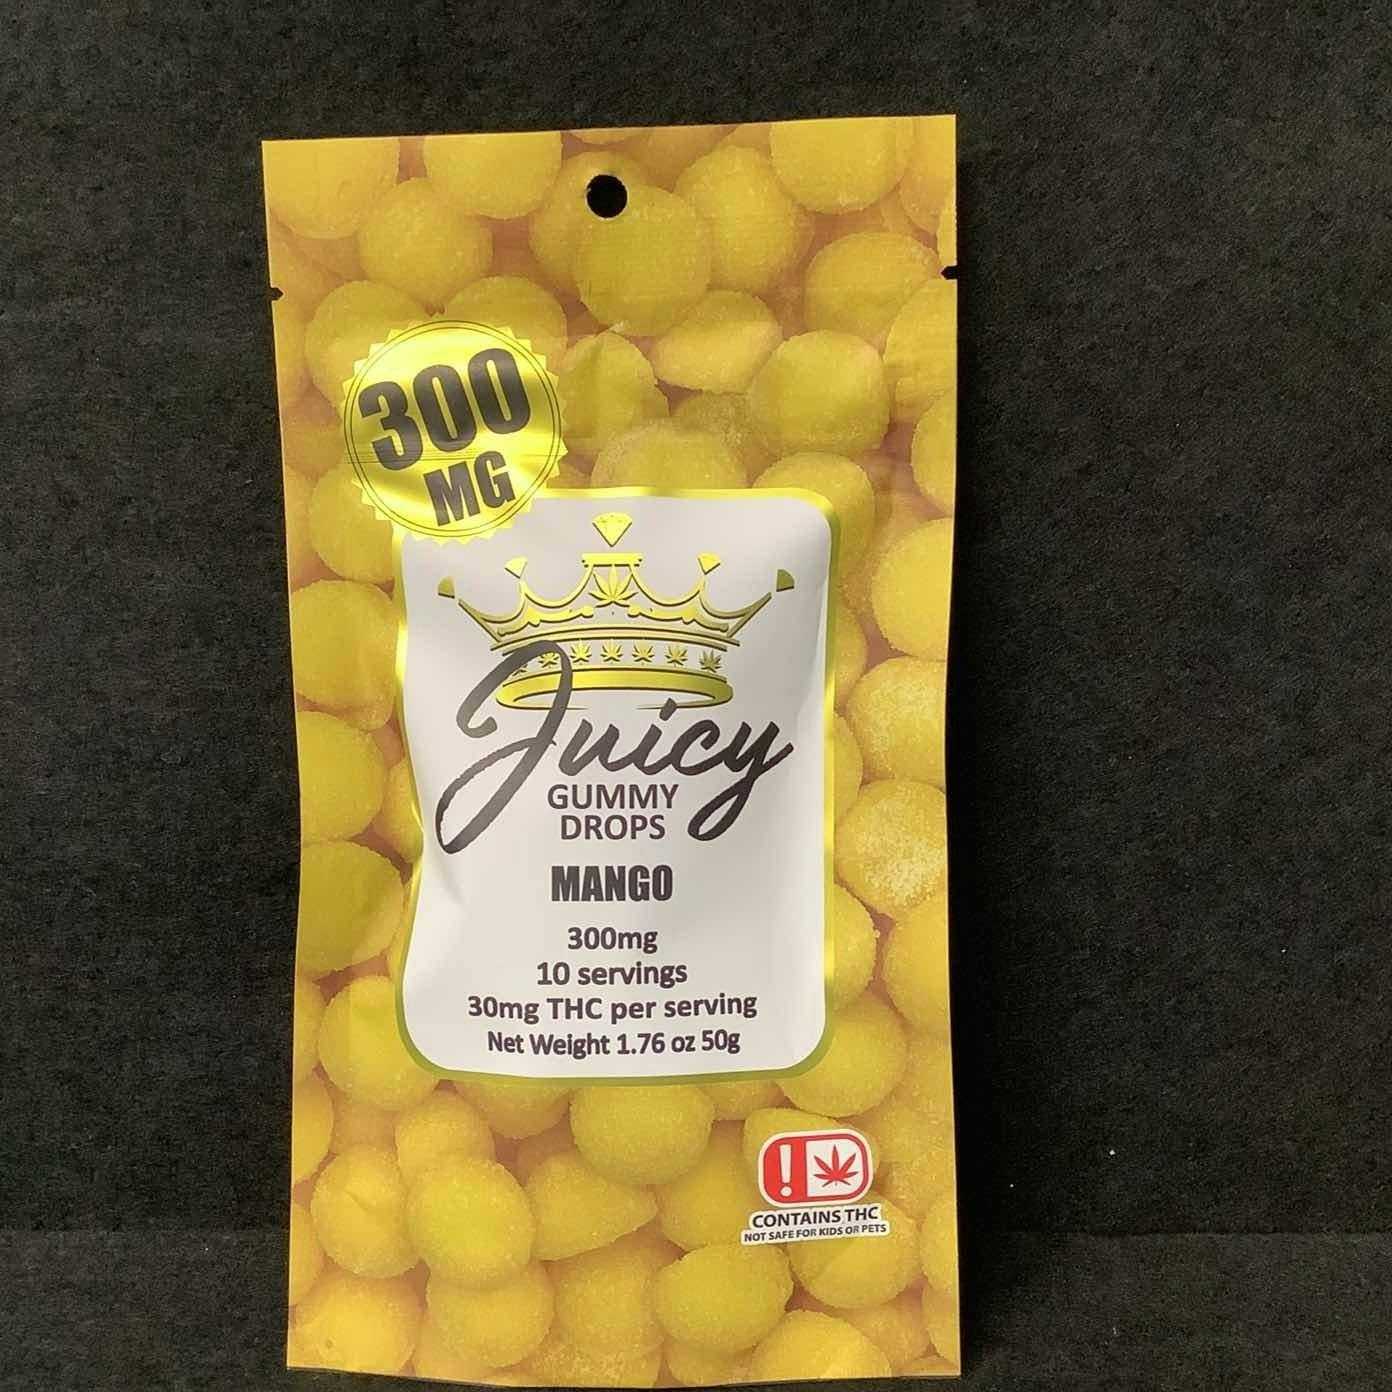 300
MG
Juicy
GUMMY
DROPS
MANGO
300mg
10 servings
30mg THC per serving
Net Weight 1.76 oz 50g
!
CONTAINS THC
NOT SAFE FOR KIDS OR PETS